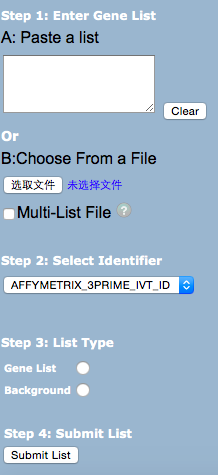 Step 1: Enter Gene List
A: Paste a list
Clear
Or
B:Choose From a File
选取文件 未选择文件
Multi-List File ?
Step 2: Select Identifier
AFFYMETRIX_3PRIME_IVT_ID
Step 3: List Type
Gene List
Background
Step 4: Submit List
Submit List